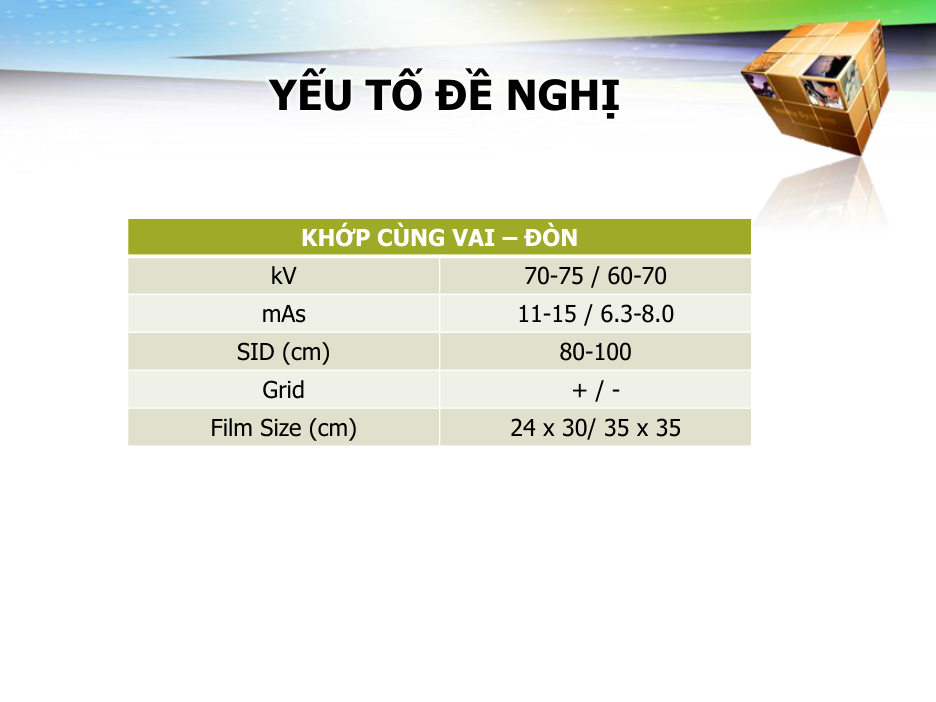 YẾU TỐ ĐỀ NGHỊ
KHỚP CÙNG VAI – ĐÒN
kV 70-75 / 60-70
mAs 11-15 / 6.3-8.0
SID (cm) 80-100
Grid + / -
Film Size (cm) 24 x 30/ 35 x 35